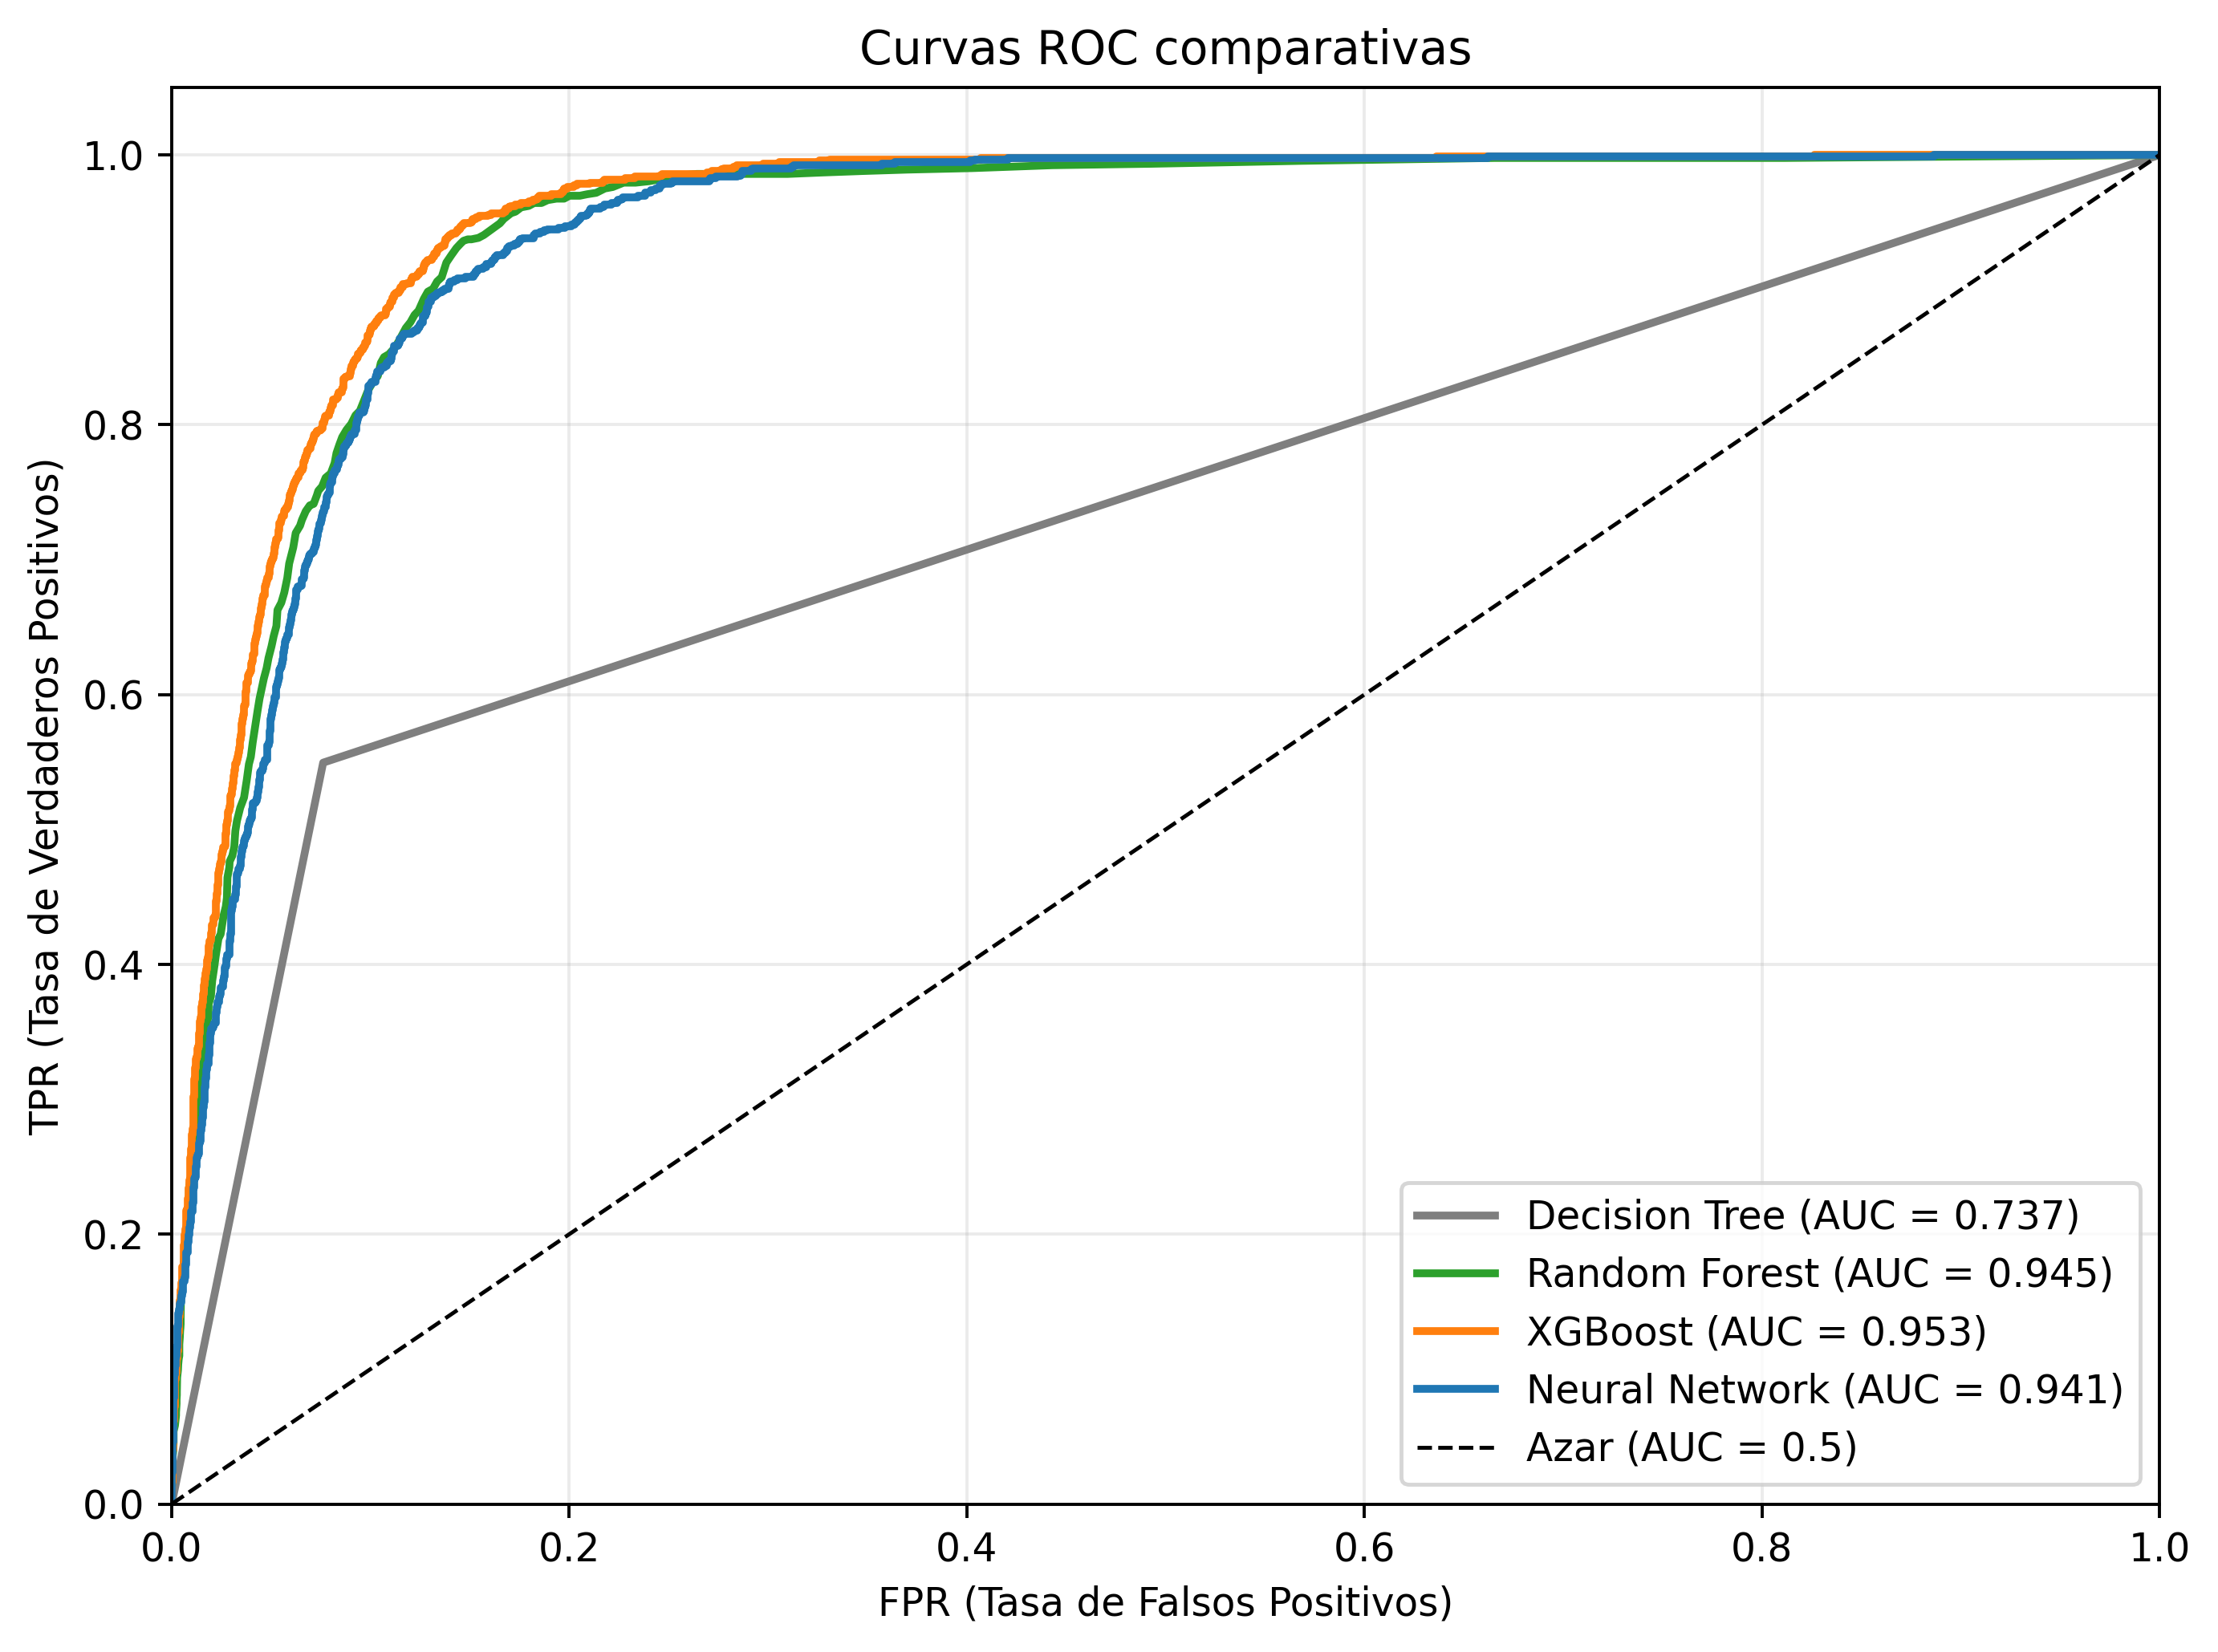 Curvas ROC comparativas
TPR (Tasa de Verdaderos Positivos)
1.0
0.8
0.6
0.4
0.2
0.0
0.0 0.2 0.4 0.6 0.8 1.0
FPR (Tasa de Falsos Positivos)
Decision Tree (AUC = 0.737)
Random Forest (AUC = 0.945)
XGBoost (AUC = 0.953)
Neural Network (AUC = 0.941)
Azar (AUC = 0.5)